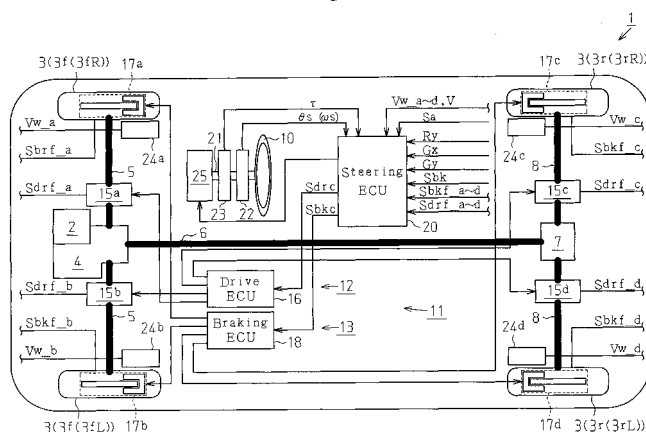 1
3(3f(3fR))
17a
17c
3(3r(3rR))
Vw_a
Sbrf_a
24a
5
Sdrf_a
15a
τ
θs (ωs)
10
21
25
23
22
Vw_a~d.V
Sa
Ry
Gx
Gy
Sbk
Sbkf_a~d
Sdrf_a~d
Steering
ECU
20
Sdrc
Sbkc
Vw_c
24c
Sbkf_c
8
15c
Sdrf_c
2
4
6
7
Sdrf_b
15b
Drive
ECU
16
12
11
15d
Sdrf_d
Sbkf_b
5
24b
Braking
ECU
18
13
8
24d
Sbkf_d
Vw_b
Vw_d
3(3f(3fL))
17b
17d
3(3r(3rL))